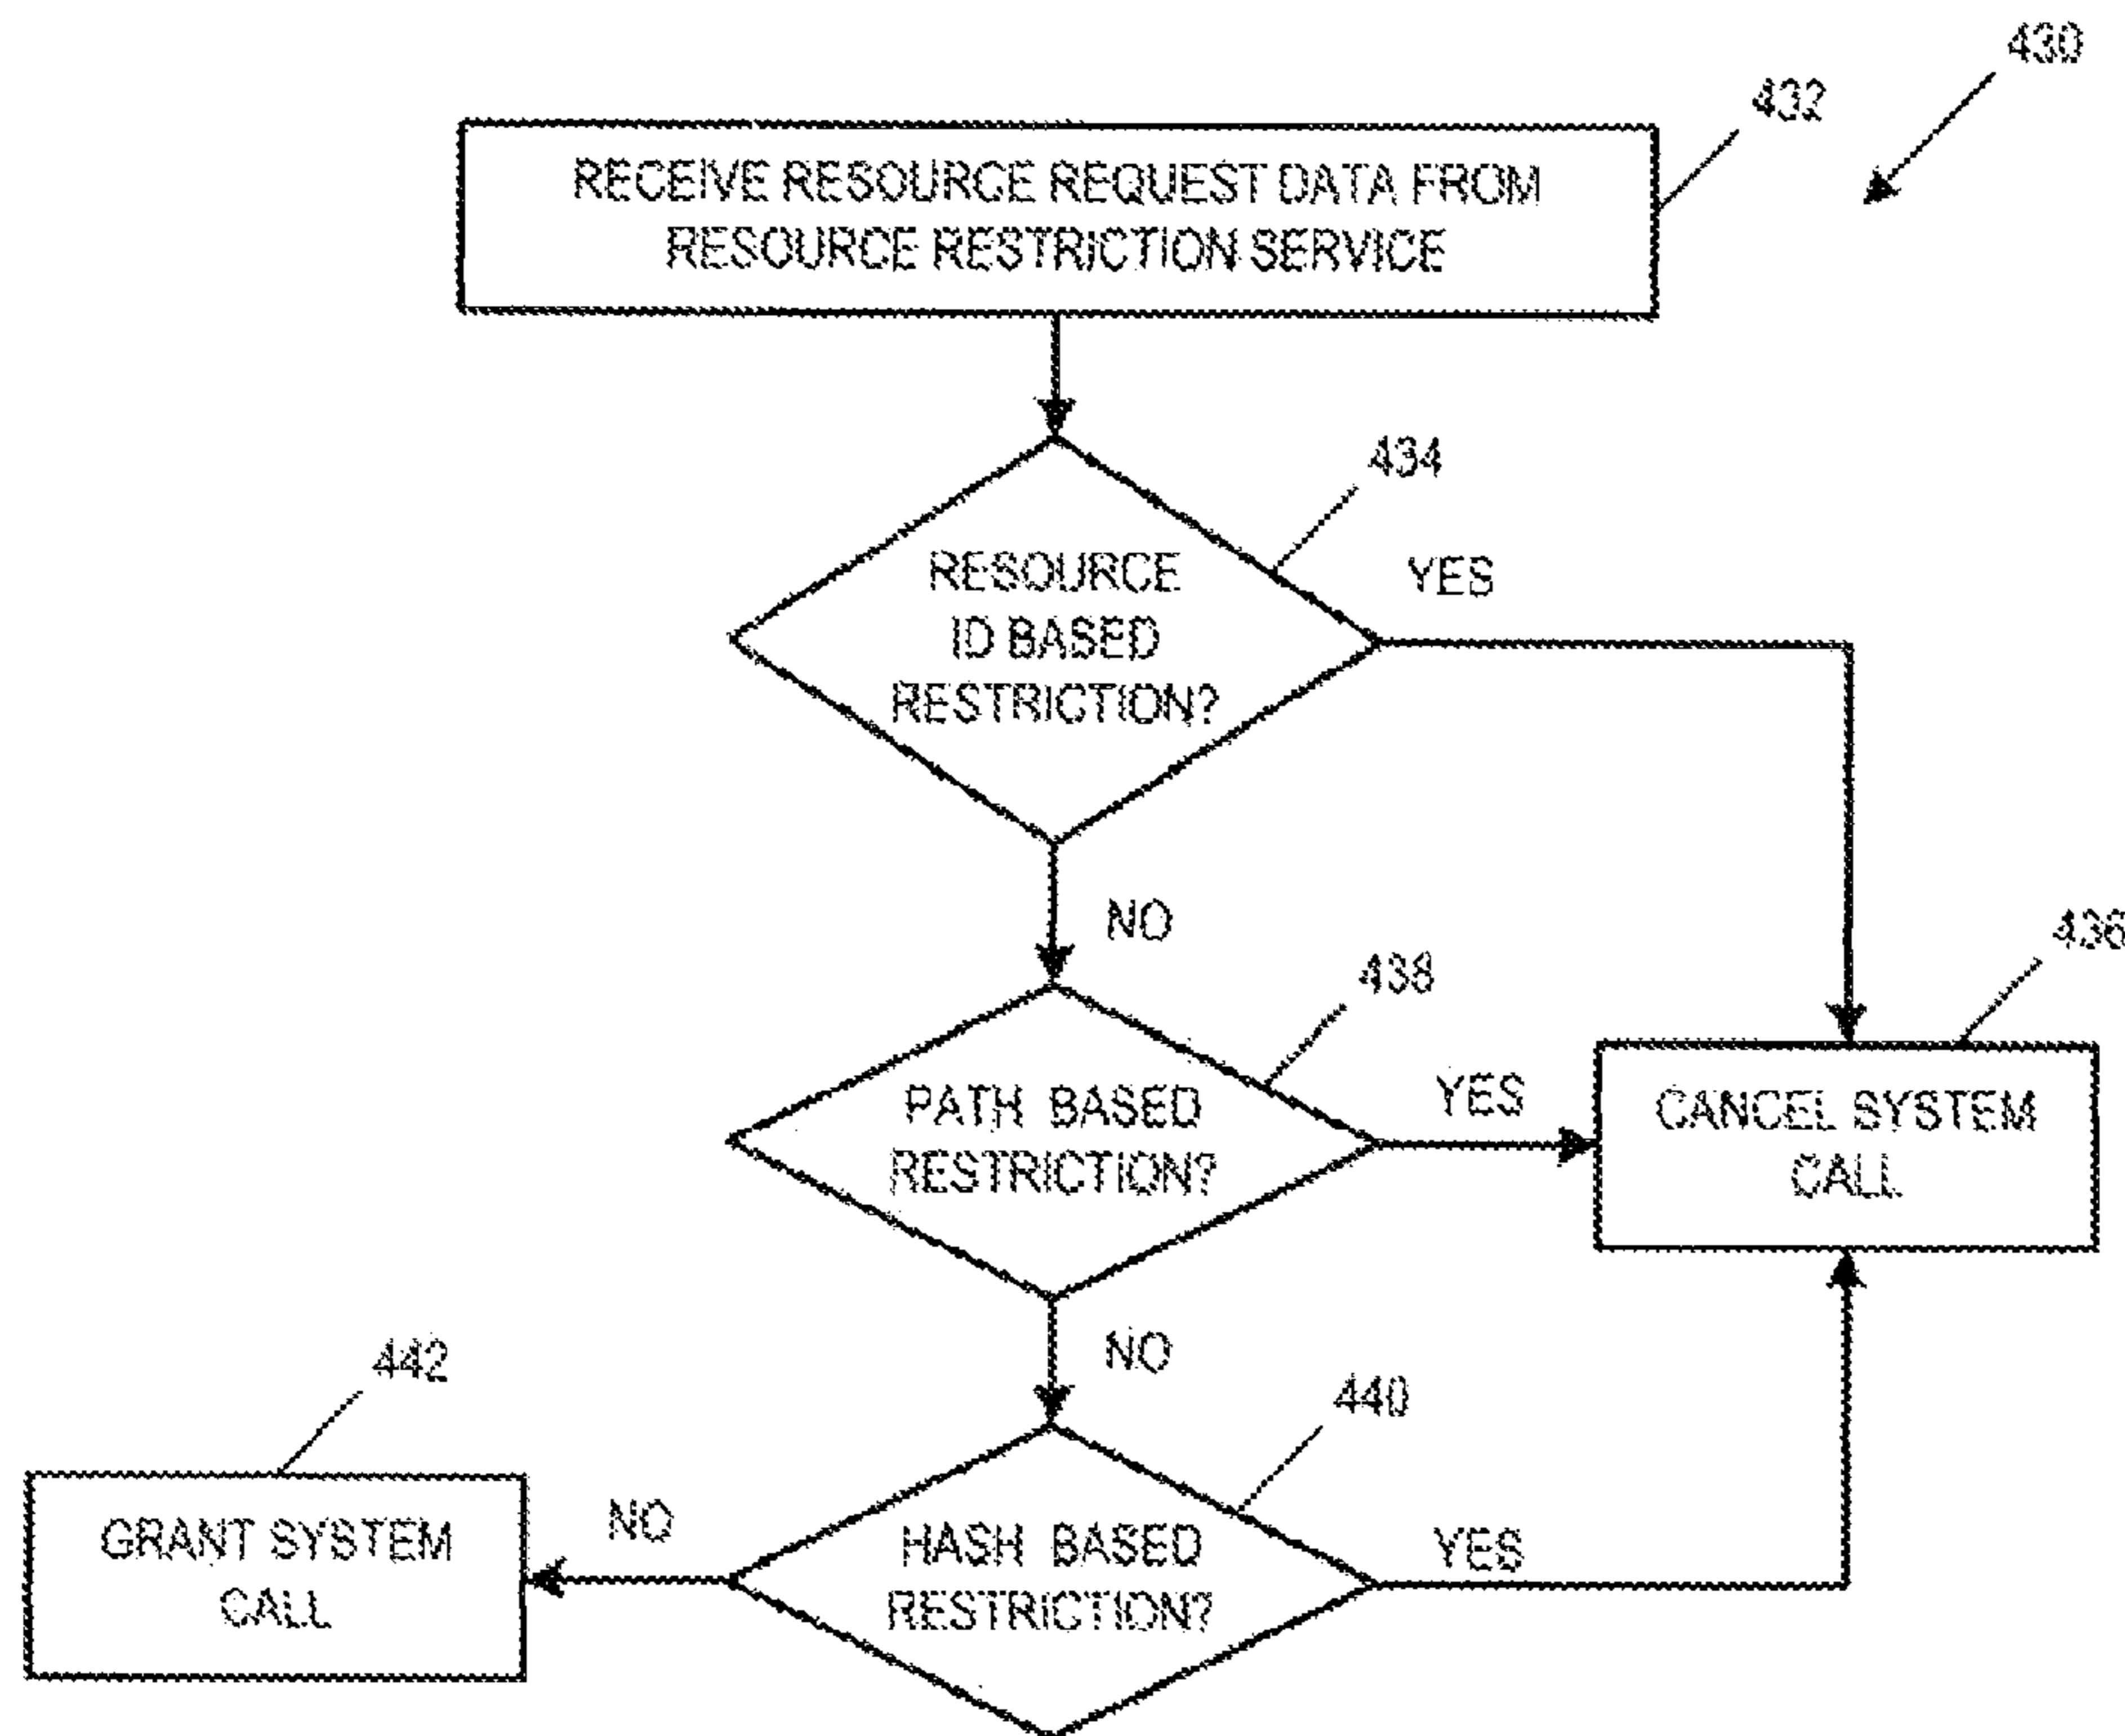 430
432
RECEIVE RESOURCE REQUEST DATA FROM
RESOURCE RESTRICTION SERVICE
434
RESOURCE
ID BASED
RESTRICTION?
YES
NO
436
438
PATH BASED
RESTRICTION?
YES
CANCEL SYSTEM
CALL
NO
442
440
GRANT SYSTEM
CALL
NO
HASH BASED
RESTRICTION?
YES